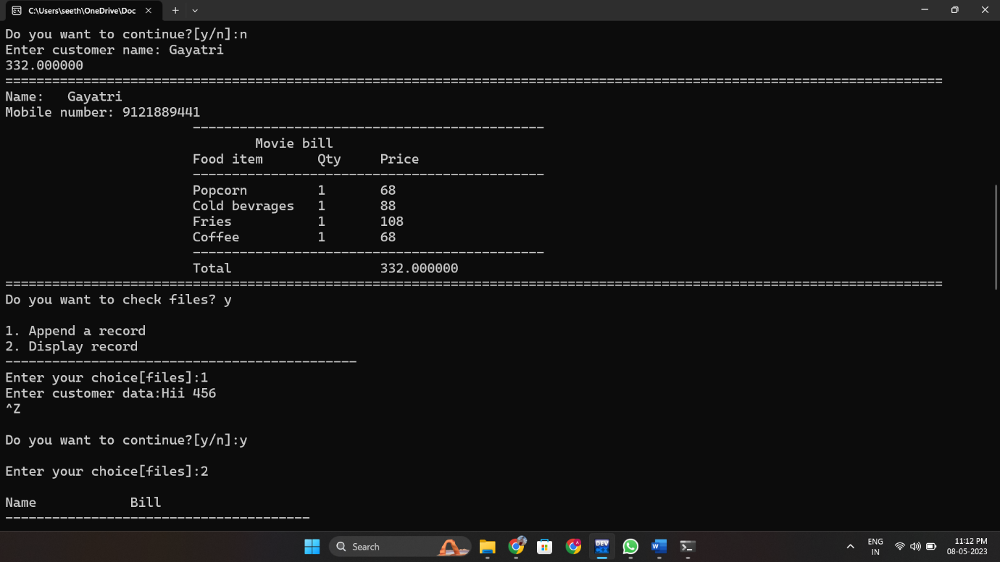 C:\Users\seeth\OneDrive\Doc
Do you want to continue?[y/n]:n
Enter customer name: Gayatri
332.000000
========================================================================================================================
Name:   Gayatri
Mobile number: 9121889441
---------------------------------------------
Movie bill
Food item       Qty     Price
---------------------------------------------
Popcorn         1       68
Cold bevrages   1       88
Fries           1       108
Coffee          1       68
---------------------------------------------
Total                   332.000000
========================================================================================================================
Do you want to check files? y
1. Append a record
2. Display record
---------------------------------------------
Enter your choice[files]:1
Enter customer data:Hii 456
^Z
Do you want to continue?[y/n]:y
Enter your choice[files]:2
Name            Bill
---------------------------------------
Search
DEV
ENG
IN
11:12 PM
08-05-2023